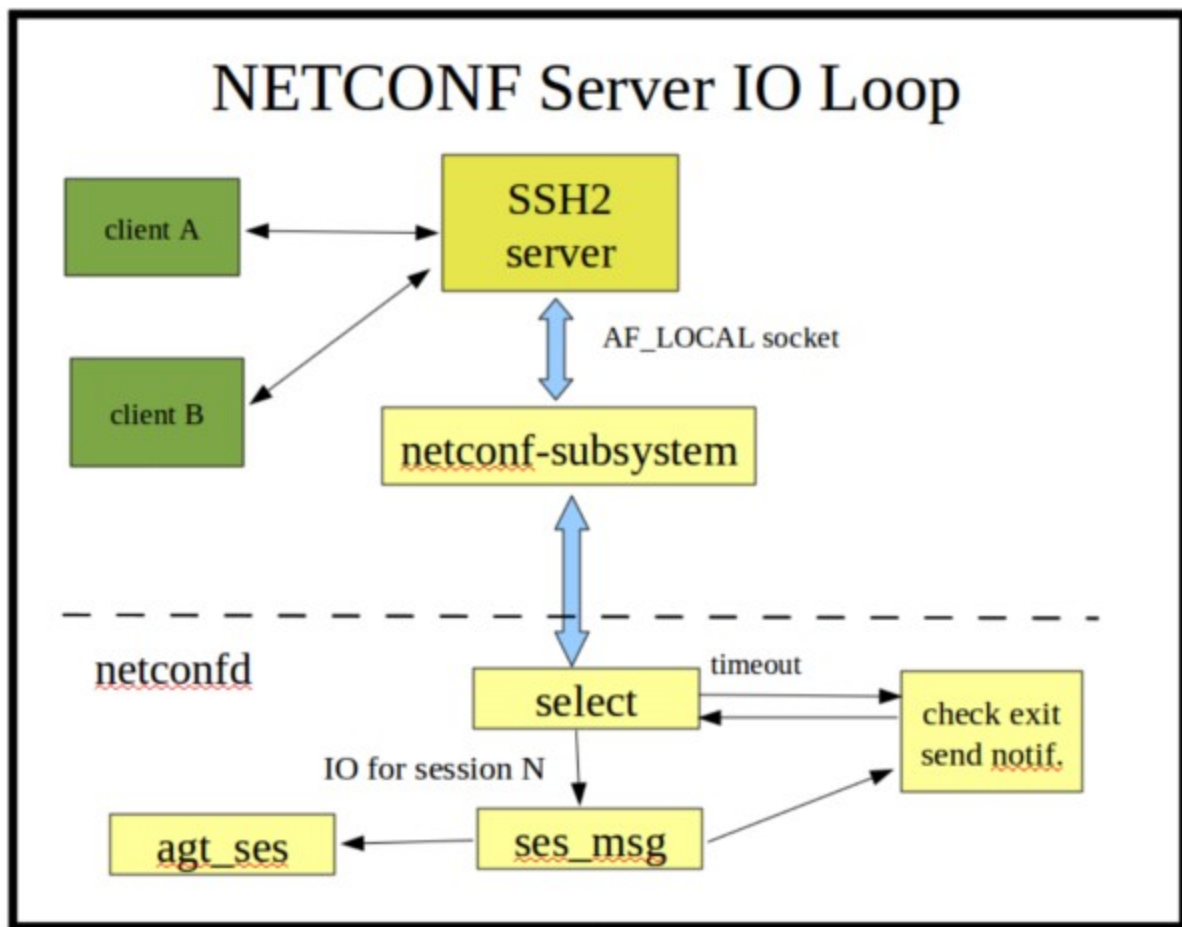 NETCONF Server IO Loop
client A
SSH2
server
AF_LOCAL socket
client B
netconf-subsystem
netconfd
timeout
select
check exit
send notif.
IO for session N
agt_ses
ses_msg